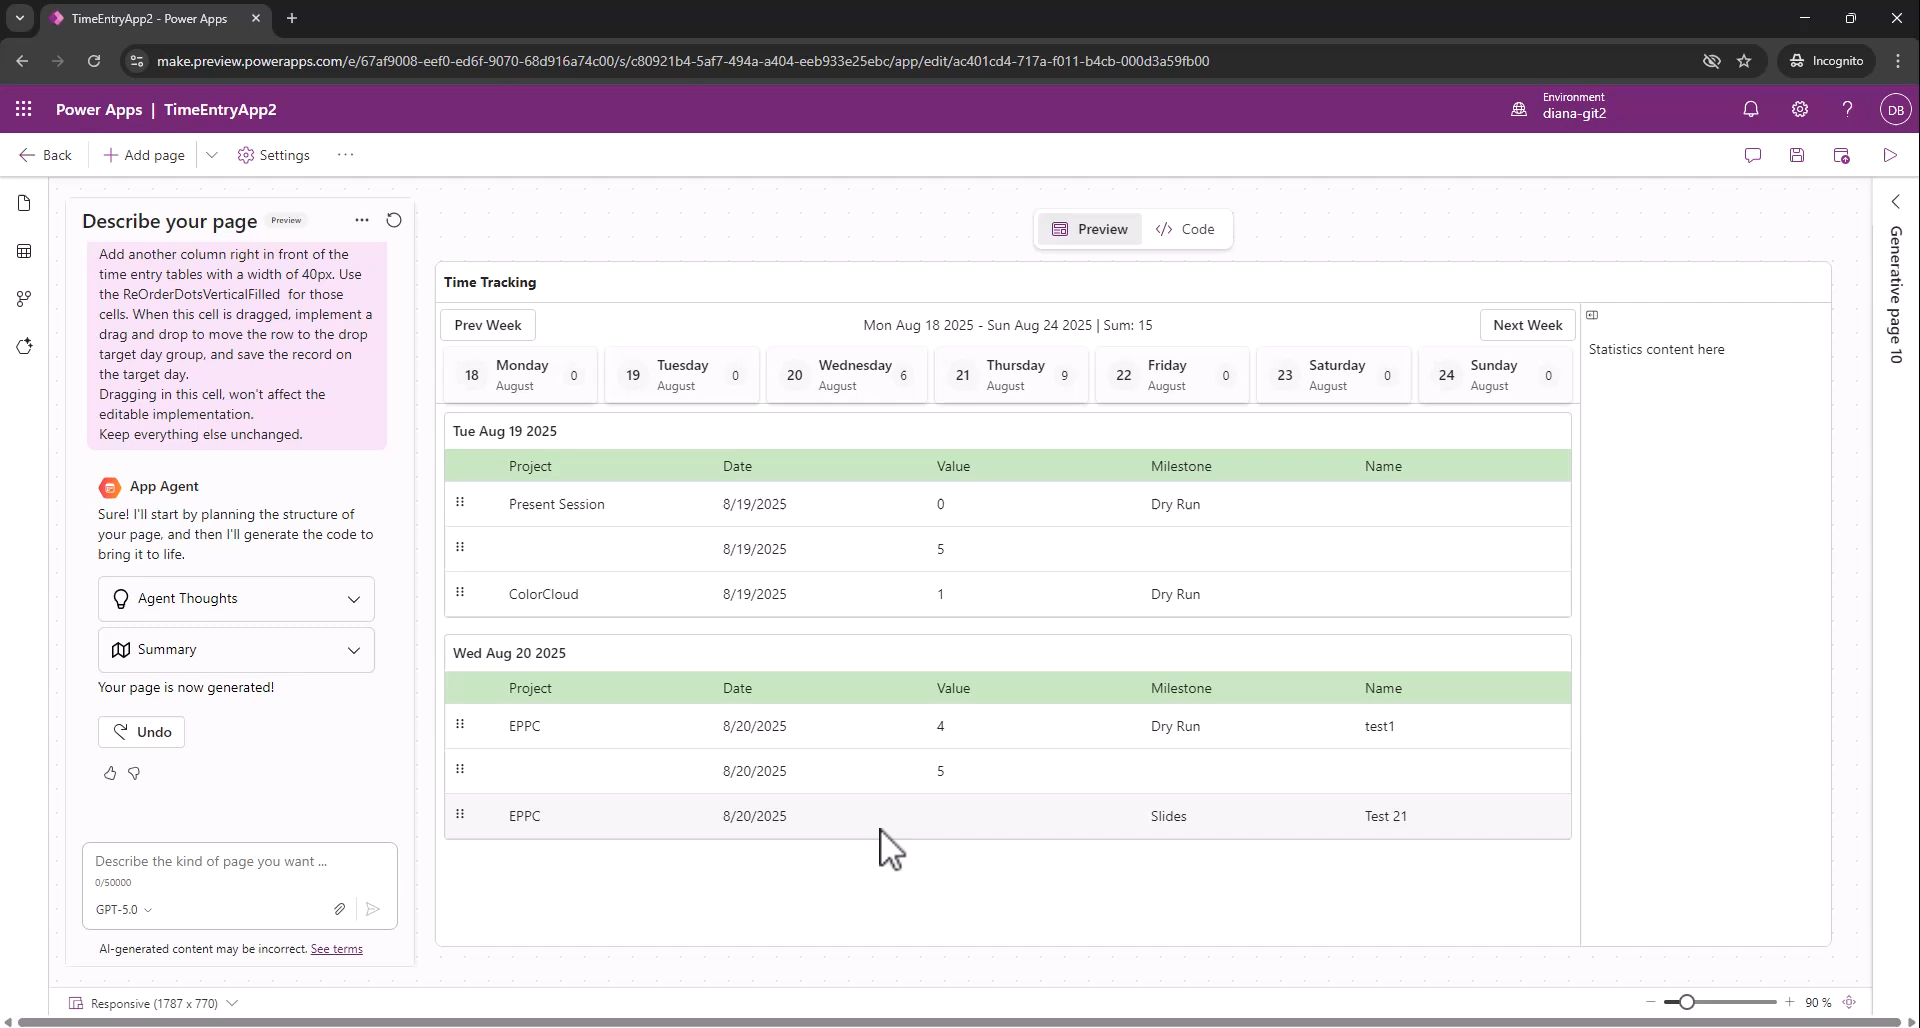 TimeEntryApp2 - Power Apps
make.preview.powerapps.com/e/67af9008-eef0-ed6f-9070-68d916a74c00/s/c80921b4-5af7-494a-a404-eeb933e25ebc/app/edit/ac401cd4-717a-f011-b4cb-000d3a59fb00
Incognito
Power Apps | TimeEntryApp2
Environment
diana-git2
DB
Back
Add page
Settings
Describe your page
Preview
Add another column right in front of the
time entry tables with a width of 40px. Use
the ReOrderDotsVerticalFilled for those
cells. When this cell is dragged, implement a
drag and drop to move the row to the drop
target day group, and save the record on
the target day.
Dragging in this cell, won't affect the
editable implementation.
Keep everything else unchanged.
App Agent
Sure! I'll start by planning the structure of
your page, and then I'll generate the code to
bring it to life.
Agent Thoughts
Summary
Your page is now generated!
Undo
Describe the kind of page you want ...
0/50000
GPT-5.0
AI-generated content may be incorrect. See terms
Preview
Code
Time Tracking
Prev Week
Mon Aug 18 2025 - Sun Aug 24 2025 | Sum: 15
Next Week
18 Monday August 0
19 Tuesday August 0
20 Wednesday August 6
21 Thursday August 9
22 Friday August 0
23 Saturday August 0
24 Sunday August 0
Tue Aug 19 2025
Project Date Value Milestone Name
Present Session 8/19/2025 0 Dry Run
8/19/2025 5
ColorCloud 8/19/2025 1 Dry Run
Wed Aug 20 2025
Project Date Value Milestone Name
EPPC 8/20/2025 4 Dry Run test1
8/20/2025 5
EPPC 8/20/2025 Slides Test 21
Statistics content here
Generative page 10
Responsive (1787 x 770)
90 %